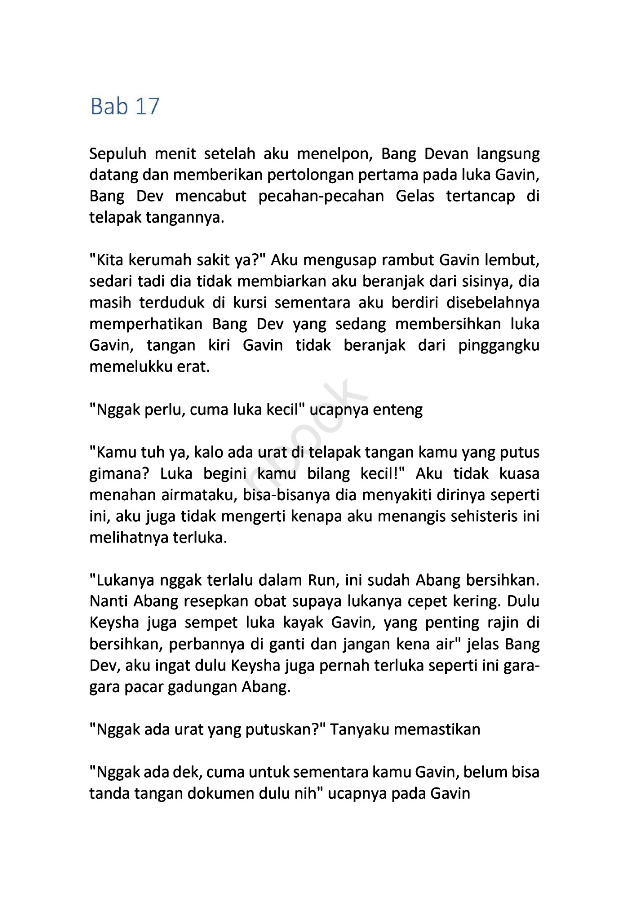 Bab 17
Sepuluh menit setelah aku menelpon, Bang Devan langsung
datang dan memberikan pertolongan pertama pada luka Gavin,
Bang Dev mencabut pecahan-pecahan Gelas tertancap di
telapak tangannya.
"Kita kerumah sakit ya?" Aku mengusap rambut Gavin lembut,
sedari tadi dia tidak membiarkan aku beranjak dari sisinya, dia
masih terduduk di kursi sementara aku berdiri disebelahnya
memperhatikan Bang Dev yang sedang membersihkan luka
Gavin, tangan kiri Gavin tidak beranjak dari pinggangku
memelukku erat.
"Nggak perlu, cuma luka kecil" ucapnya enteng
"Kamu tuh ya, kalo ada urat di telapak tangan kamu yang putus
gimana? Luka begini kamu bilang kecil!" Aku tidak kuasa
menahan airmataku, bisa-bisanya dia menyakiti dirinya seperti
ini, aku juga tidak mengerti kenapa aku menangis sehisteris ini
melihatnya terluka.
"Lukanya nggak terlalu dalam Run, ini sudah Abang bersihkan.
Nanti Abang resepkan obat supaya lukanya cepet kering. Dulu
Keysha juga sempet luka kayak Gavin, yang penting rajin di
bersihkan, perbannya di ganti dan jangan kena air" jelas Bang
Dev, aku ingat dulu Keysha juga pernah terluka seperti ini gara-
gara pacar gadungan Abang.
"Nggak ada urat yang putuskan?" Tanyaku memastikan
"Nggak ada dek, cuma untuk sementara kamu Gavin, belum bisa
tanda tangan dokumen dulu nih" ucapnya pada Gavin